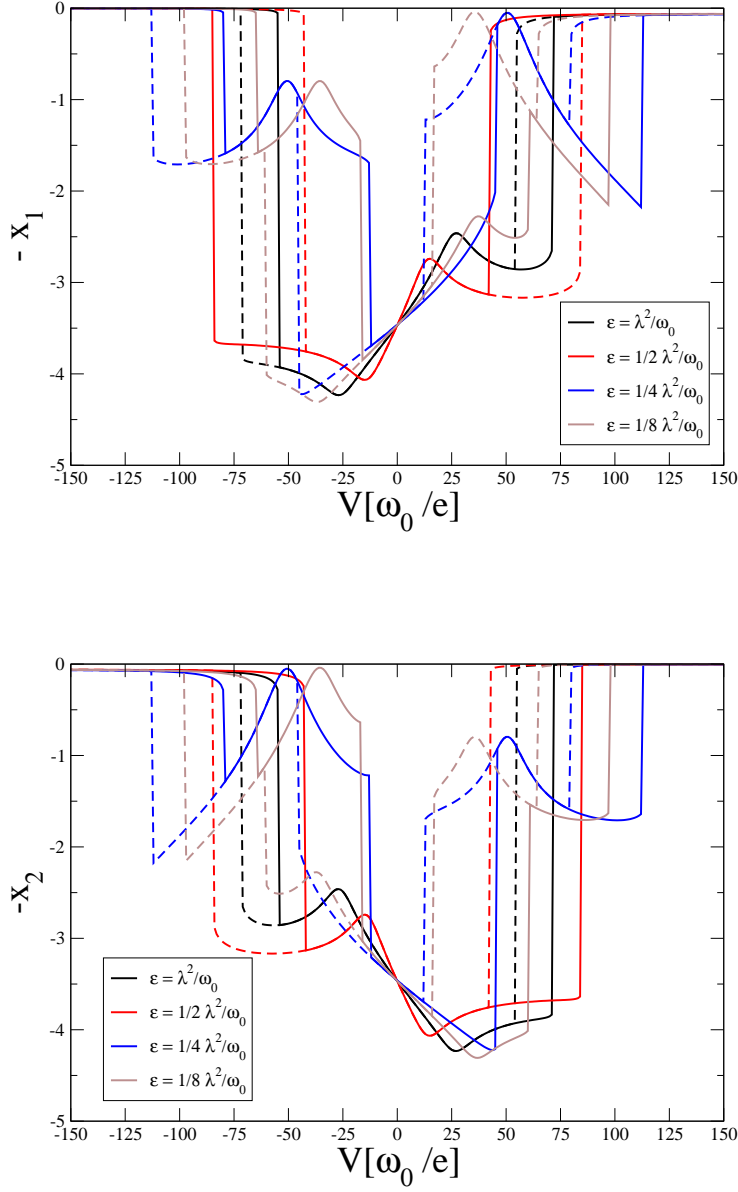 0
-1
-2
-3
-4
-5
- x₁
-150 -125 -100 -75 -50 -25 0 25 50 75 100 125 150
V[ω₀ /e]
ε = λ²/ω₀
ε = 1/2 λ²/ω₀
ε = 1/4 λ²/ω₀
ε = 1/8 λ²/ω₀
0
-1
-2
-3
-4
-5
-x₂
-150 -125 -100 -75 -50 -25 0 25 50 75 100 125 150
V[ω₀ /e]
ε = λ²/ω₀
ε = 1/2 λ²/ω₀
ε = 1/4 λ²/ω₀
ε = 1/8 λ²/ω₀